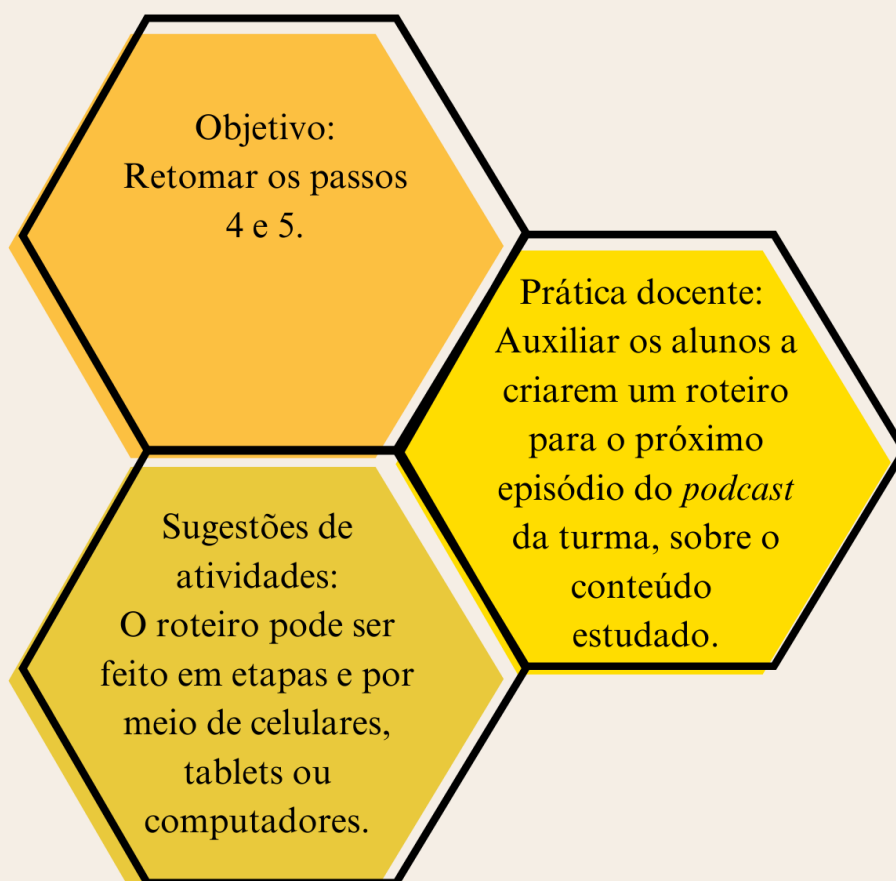 Objetivo:
Retomar os passos
4 e 5.
Prática docente:
Auxiliar os alunos a
criarem um roteiro
para o próximo
episódio do podcast
da turma, sobre o
conteúdo
estudado.
Sugestões de
atividades:
O roteiro pode ser
feito em etapas e por
meio de celulares,
tablets ou
computadores.